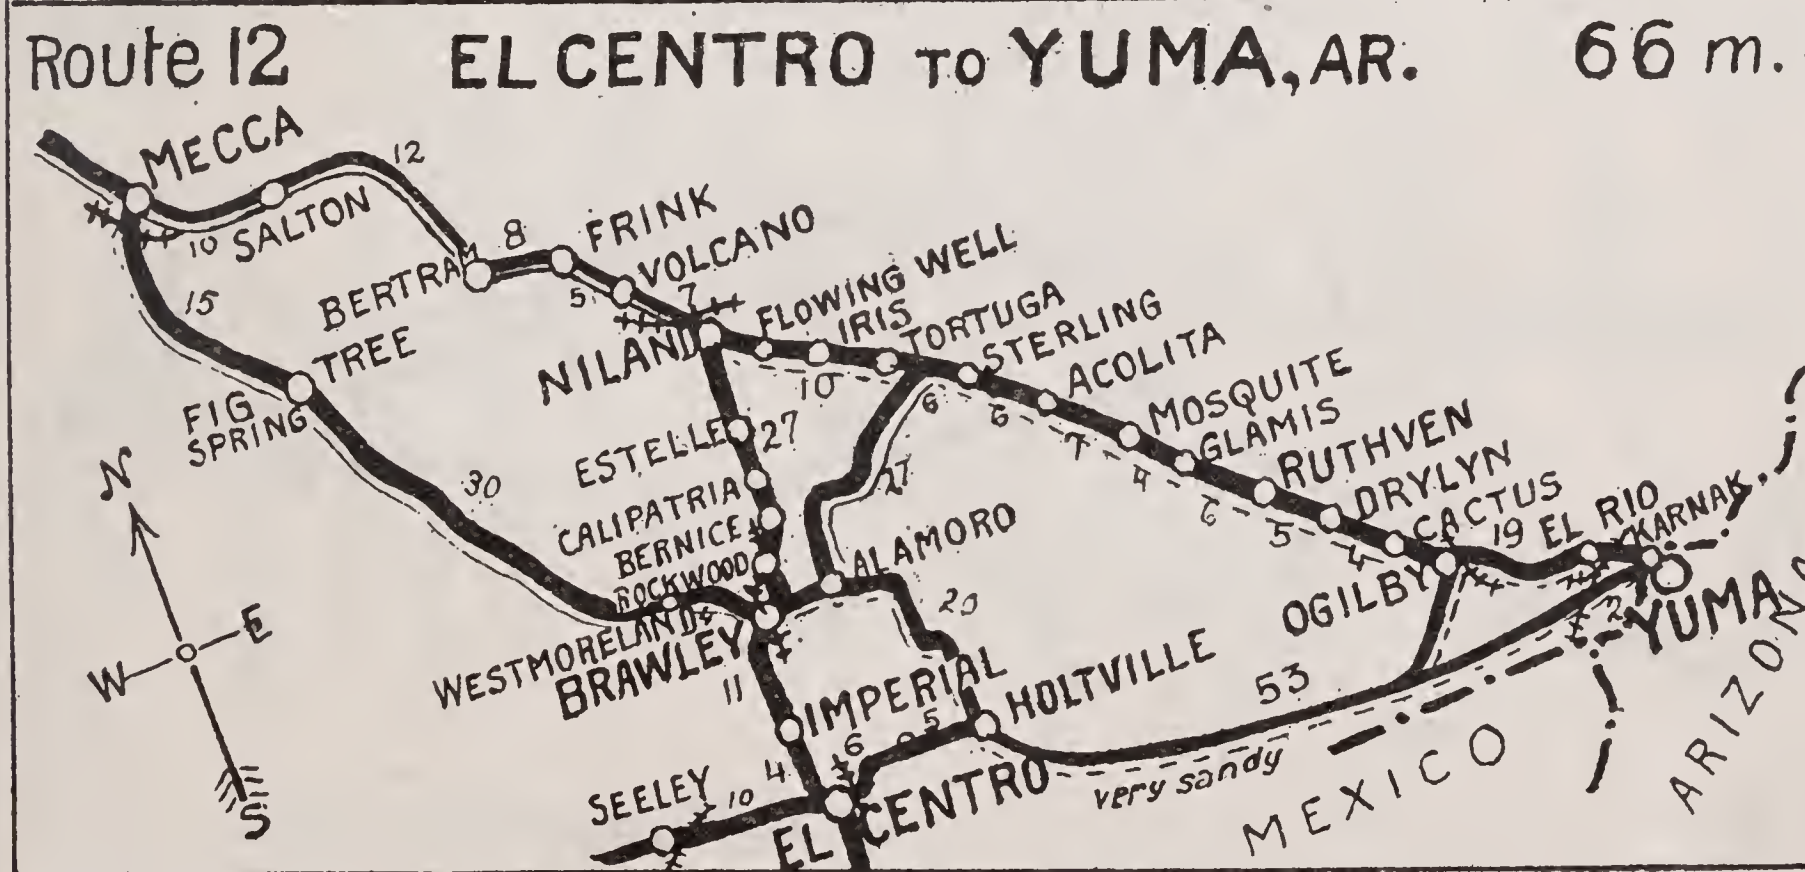 Route 12 EL CENTRO TO YUMA, AR. 66 m.
MECCA
12
10 SALTON
15
BERTRAM
8
FRINK
5
VOLCANO
7
FLOWING WELL
NILAND
IRIS
10
TORTUGA
6
STERLING
6
ACOLITA
7
MOSQUITE
4
GLAMIS
6
RUTHVEN
5
DRYLYN
4
CACTUS
19
EL RIO
KARNAK
FIG
TREE
SPRING
30
N
W
E
S
ESTELLE
27
CALIPATRIA
BERNICE
ROCKWOOD
WESTMORELAND
BRAWLEY
27
ALAMORO
20
OGILBY
2
YUMA
11
IMPERIAL
6
5
HOLTVILLE
53
4
SEELEY
10
EL CENTRO
very sandy
MEXICO